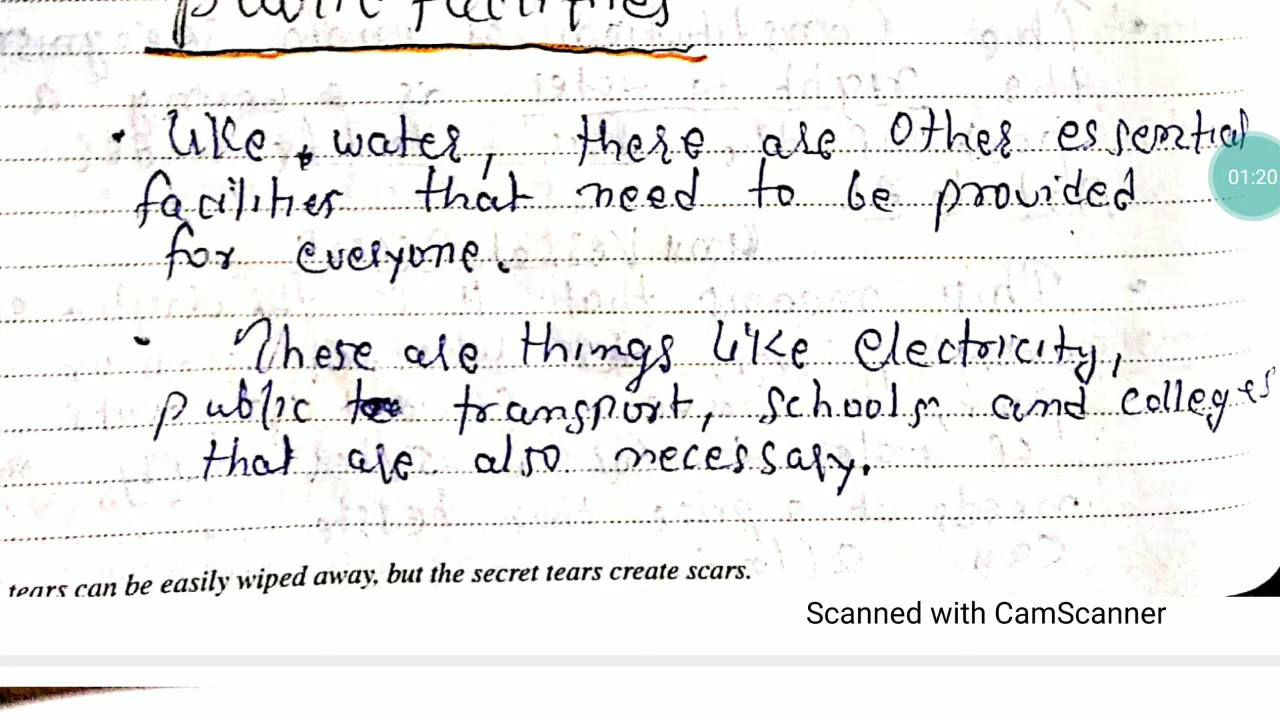 public facilities
• Like, water, there are other essential
01:20
facilities that need to be provided
for everyone.
- These are things like electricity,
public transport, schools and colleges
that are also necessary.
tears can be easily wiped away, but the secret tears create scars.
Scanned with CamScanner